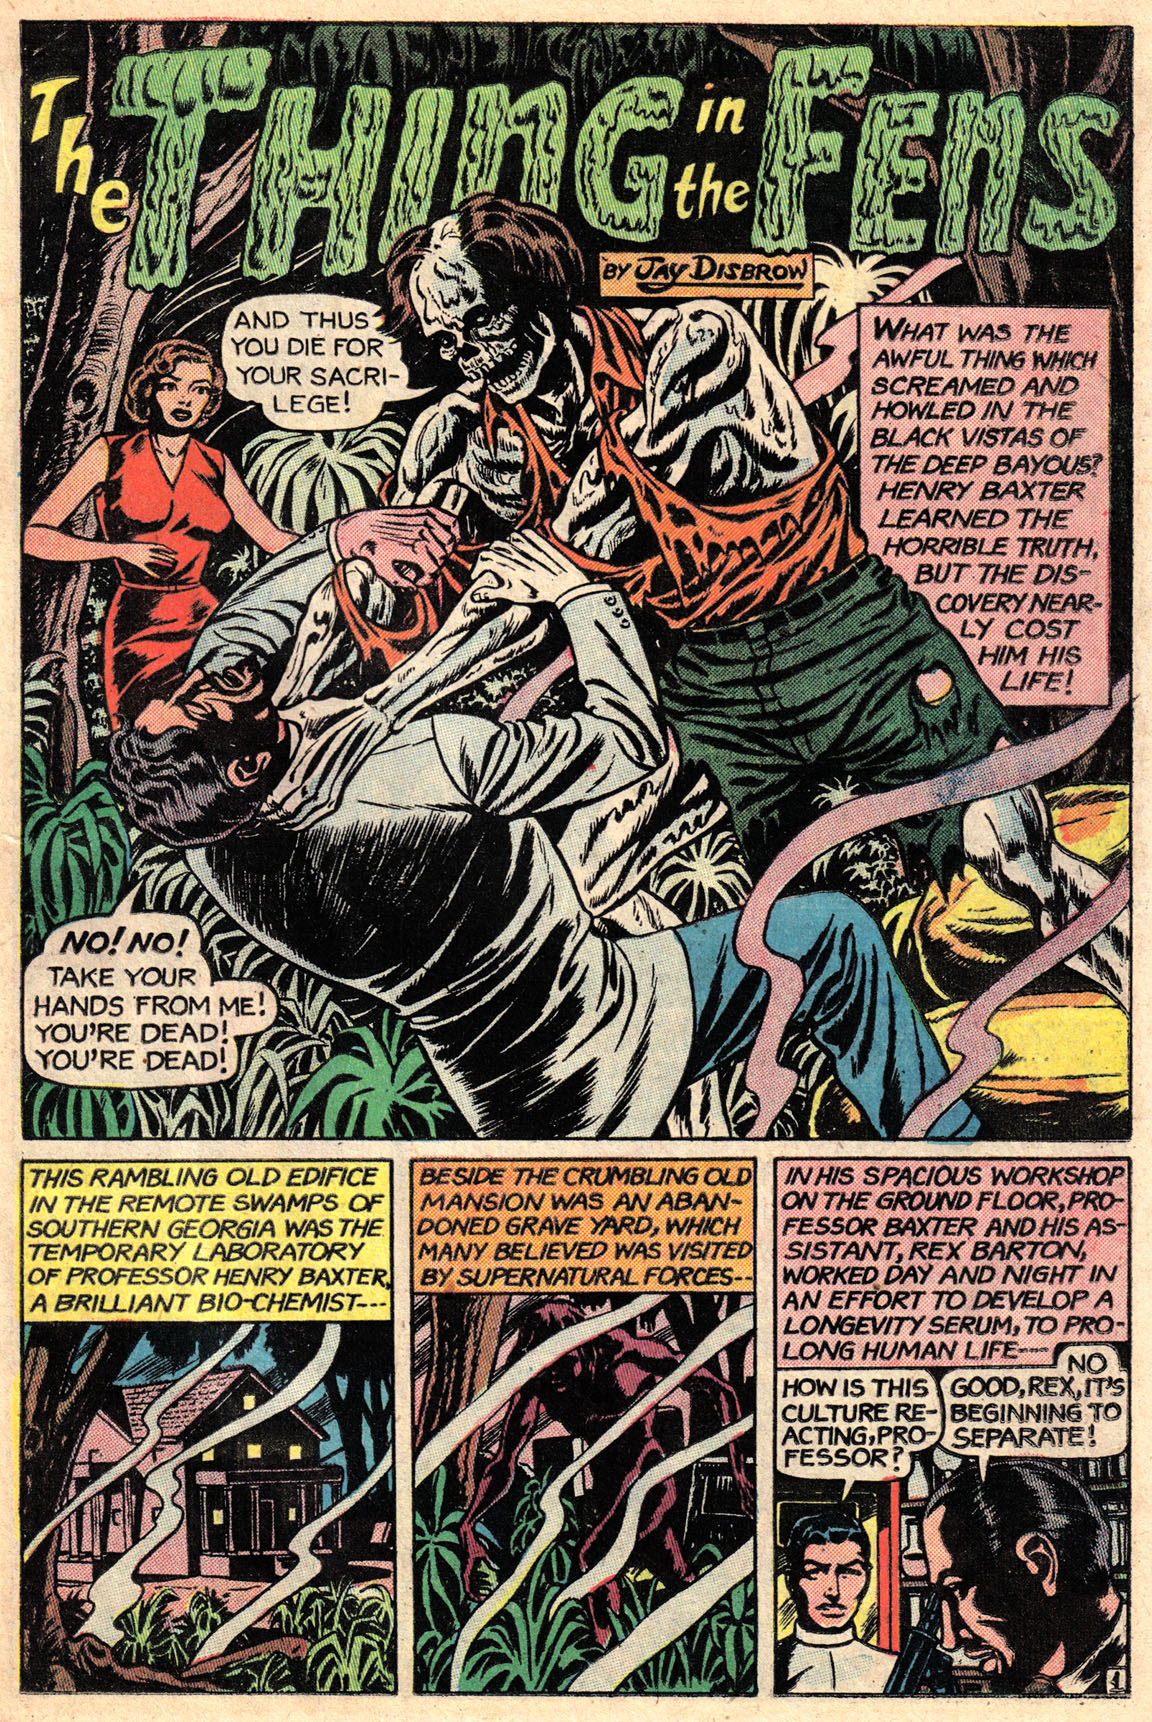 The THING in the FENS
BY JAY DISBROW
AND THUS
YOU DIE FOR
YOUR SACRI-
LEGE!
WHAT WAS THE
AWFUL THING WHICH
SCREAMED AND
HOWLED IN THE
BLACK VISTAS OF
THE DEEP BAYOUS?
HENRY BAXTER
LEARNED THE
HORRIBLE TRUTH,
BUT THE DIS-
COVERY NEAR-
LY COST
HIM HIS
LIFE!
NO! NO!
TAKE YOUR
HANDS FROM ME!
YOU'RE DEAD!
YOU'RE DEAD!
THIS RAMBLING OLD EDIFICE
IN THE REMOTE SWAMPS OF
SOUTHERN GEORGIA WAS THE
TEMPORARY LABORATORY
OF PROFESSOR HENRY BAXTER,
A BRILLIANT BIO-CHEMIST---
BESIDE THE CRUMBLING OLD
MANSION WAS AN ABAN-
DONED GRAVE YARD, WHICH
MANY BELIEVED WAS VISITED
BY SUPERNATURAL FORCES--
IN HIS SPACIOUS WORKSHOP
ON THE GROUND FLOOR, PRO-
FESSOR BAXTER AND HIS AS-
SISTANT, REX BARTON,
WORKED DAY AND NIGHT IN
AN EFFORT TO DEVELOP A
LONGEVITY SERUM, TO PRO-
LONG HUMAN LIFE---
HOW IS THIS
CULTURE RE-
ACTING, PRO-
FESSOR?
NO
GOOD, REX, IT'S
BEGINNING TO
SEPARATE!
1